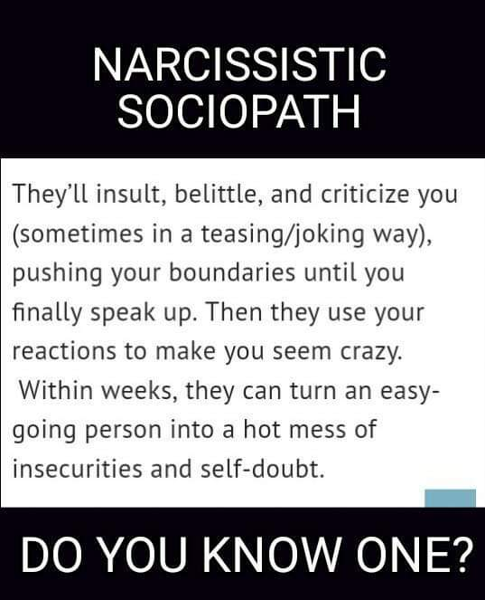 NARCISSISTIC
SOCIOPATH
They'll insult, belittle, and criticize you
(sometimes in a teasing/joking way),
pushing your boundaries until you
finally speak up. Then they use your
reactions to make you seem crazy.
Within weeks, they can turn an easy-
going person into a hot mess of
insecurities and self-doubt.
DO YOU KNOW ONE?